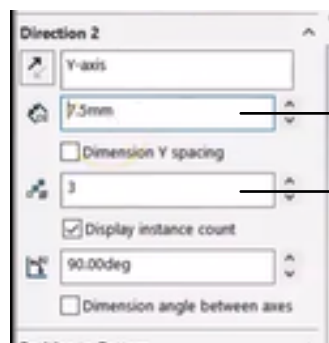 Direction 2
Y-axis
7.5mm
Dimension Y spacing
3
Display instance count
90.00deg
Dimension angle between axes